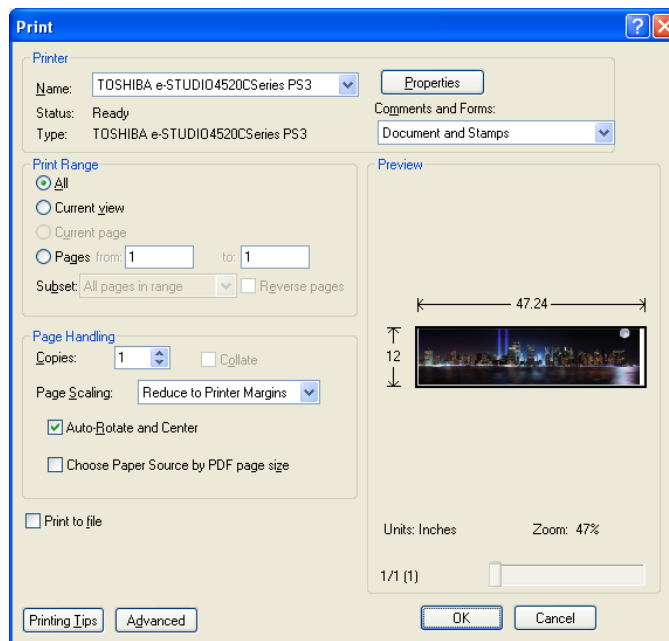 Print
Printer
Name: TOSHIBA e-STUDIO4520CSeries PS3
Properties
Status: Ready
Comments and Forms:
Type: TOSHIBA e-STUDIO4520CSeries PS3
Document and Stamps
Print Range
All
Current view
Current page
Pages from: 1 to: 1
Subset: All pages in range Reverse pages
Page Handling
Copies: 1 Collate
Page Scaling: Reduce to Printer Margins
Auto-Rotate and Center
Choose Paper Source by PDF page size
Print to file
Preview
47.24
12
Units: Inches Zoom: 47%
1/1 (1)
Printing Tips Advanced OK Cancel